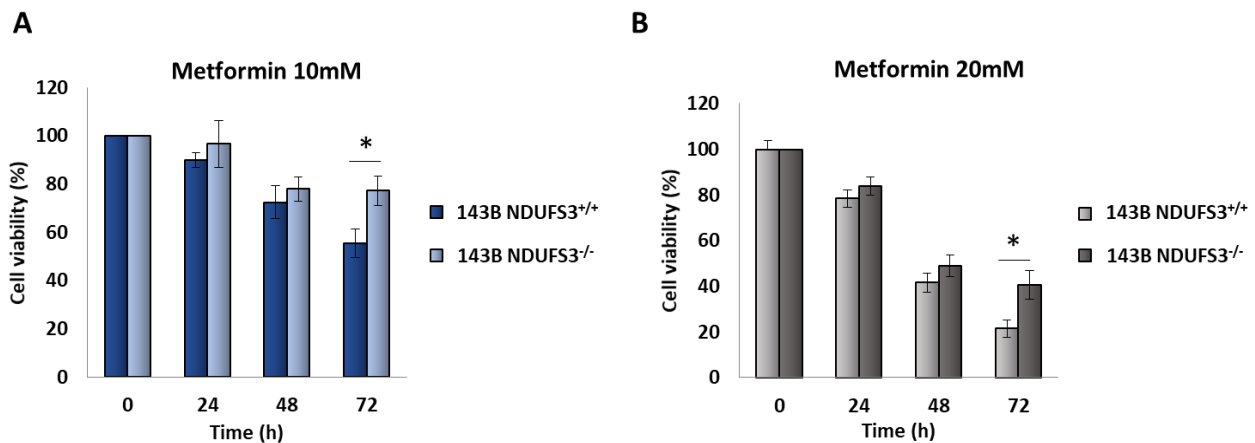 A
Metformin 10mM
Cell viability (%)
120
100
80
60
40
20
0
*
0 24 48 72
Time (h)
143B NDUFS3+/+
143B NDUFS3-/-
B
Metformin 20mM
Cell viability (%)
120
100
80
60
40
20
0
*
0 24 48 72
Time (h)
143B NDUFS3+/+
143B NDUFS3-/-